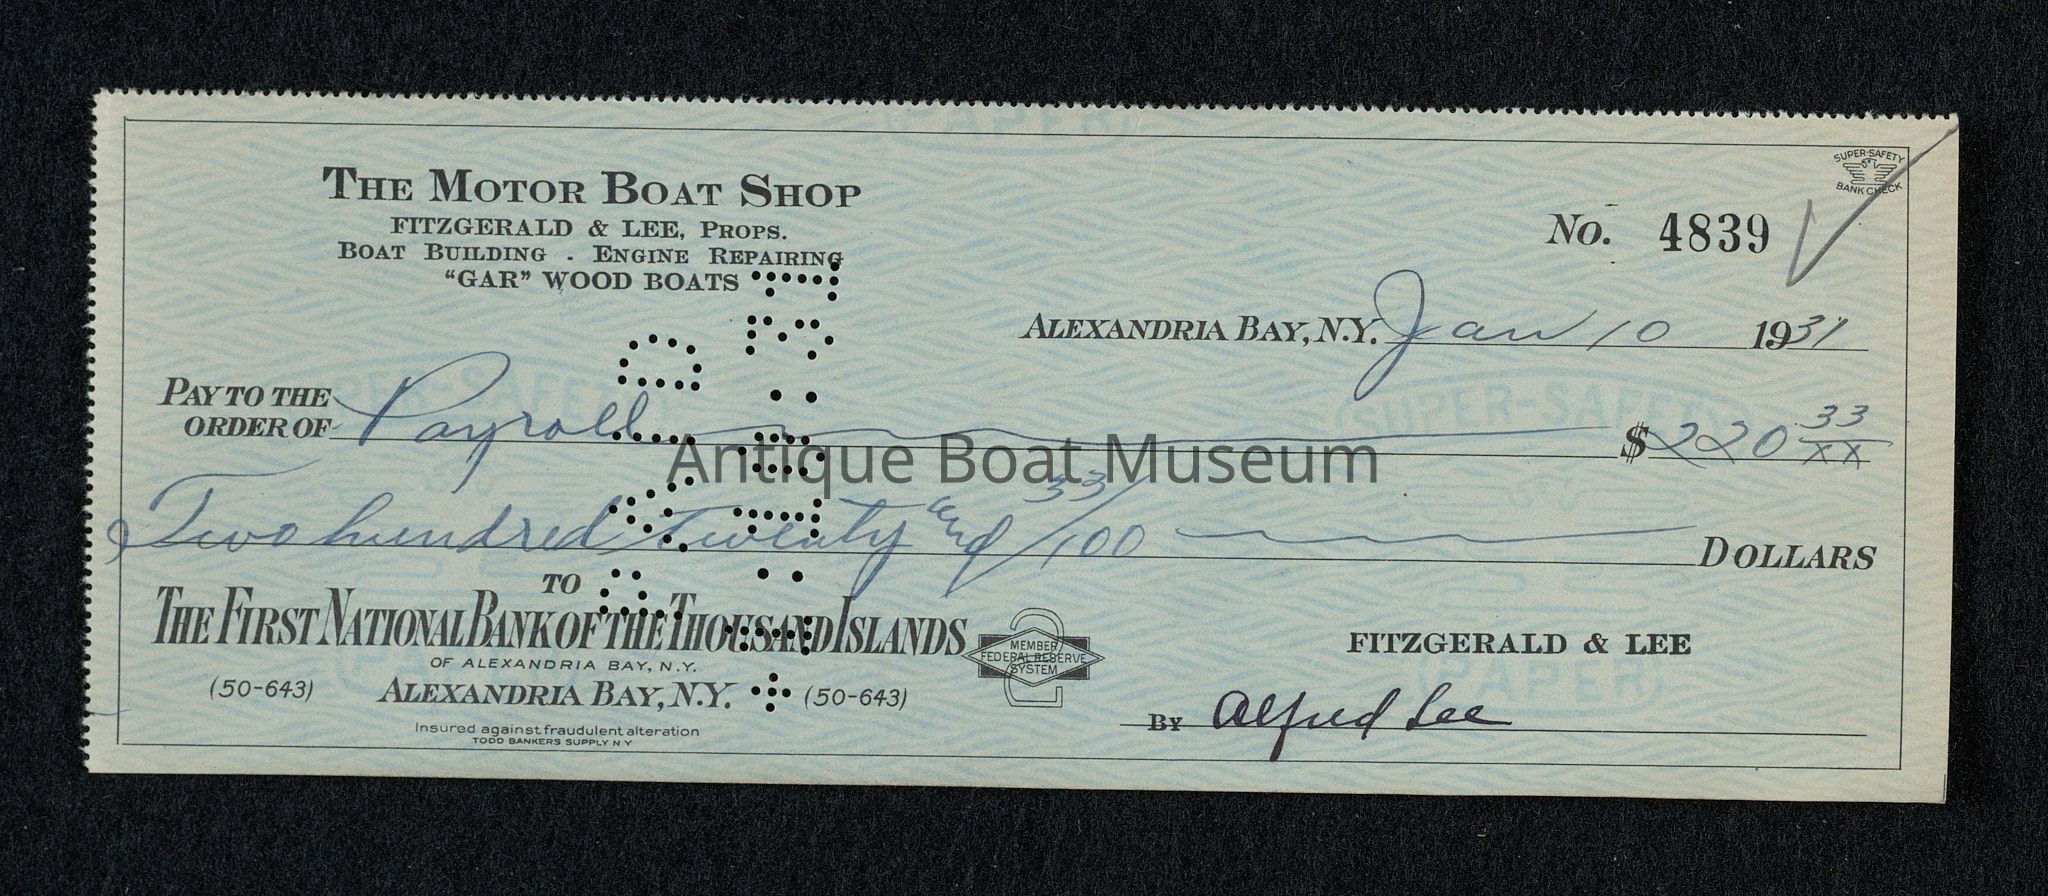 SUPER-SAFETY
BANK CHECK
THE MOTOR BOAT SHOP
FITZGERALD & LEE, PROPS.
BOAT BUILDING - ENGINE REPAIRING
"GAR" WOOD BOATS
No. 4839
ALEXANDRIA BAY, N.Y. Jan 10 1931
PAY TO THE
ORDER OF Payroll $220 33/xx
Antique Boat Museum
Two hundred twenty and 33/100 DOLLARS
TO
THE FIRST NATIONAL BANK OF THE THOUSAND ISLANDS
OF ALEXANDRIA BAY, N.Y.
(50-643) ALEXANDRIA BAY, N.Y. (50-643)
Insured against fraudulent alteration
TODD BANKERS SUPPLY N Y
MEMBER
FEDERAL RESERVE
SYSTEM
2
FITZGERALD & LEE
BY Alfred Lee
SUPER-SAFETY
PAPER